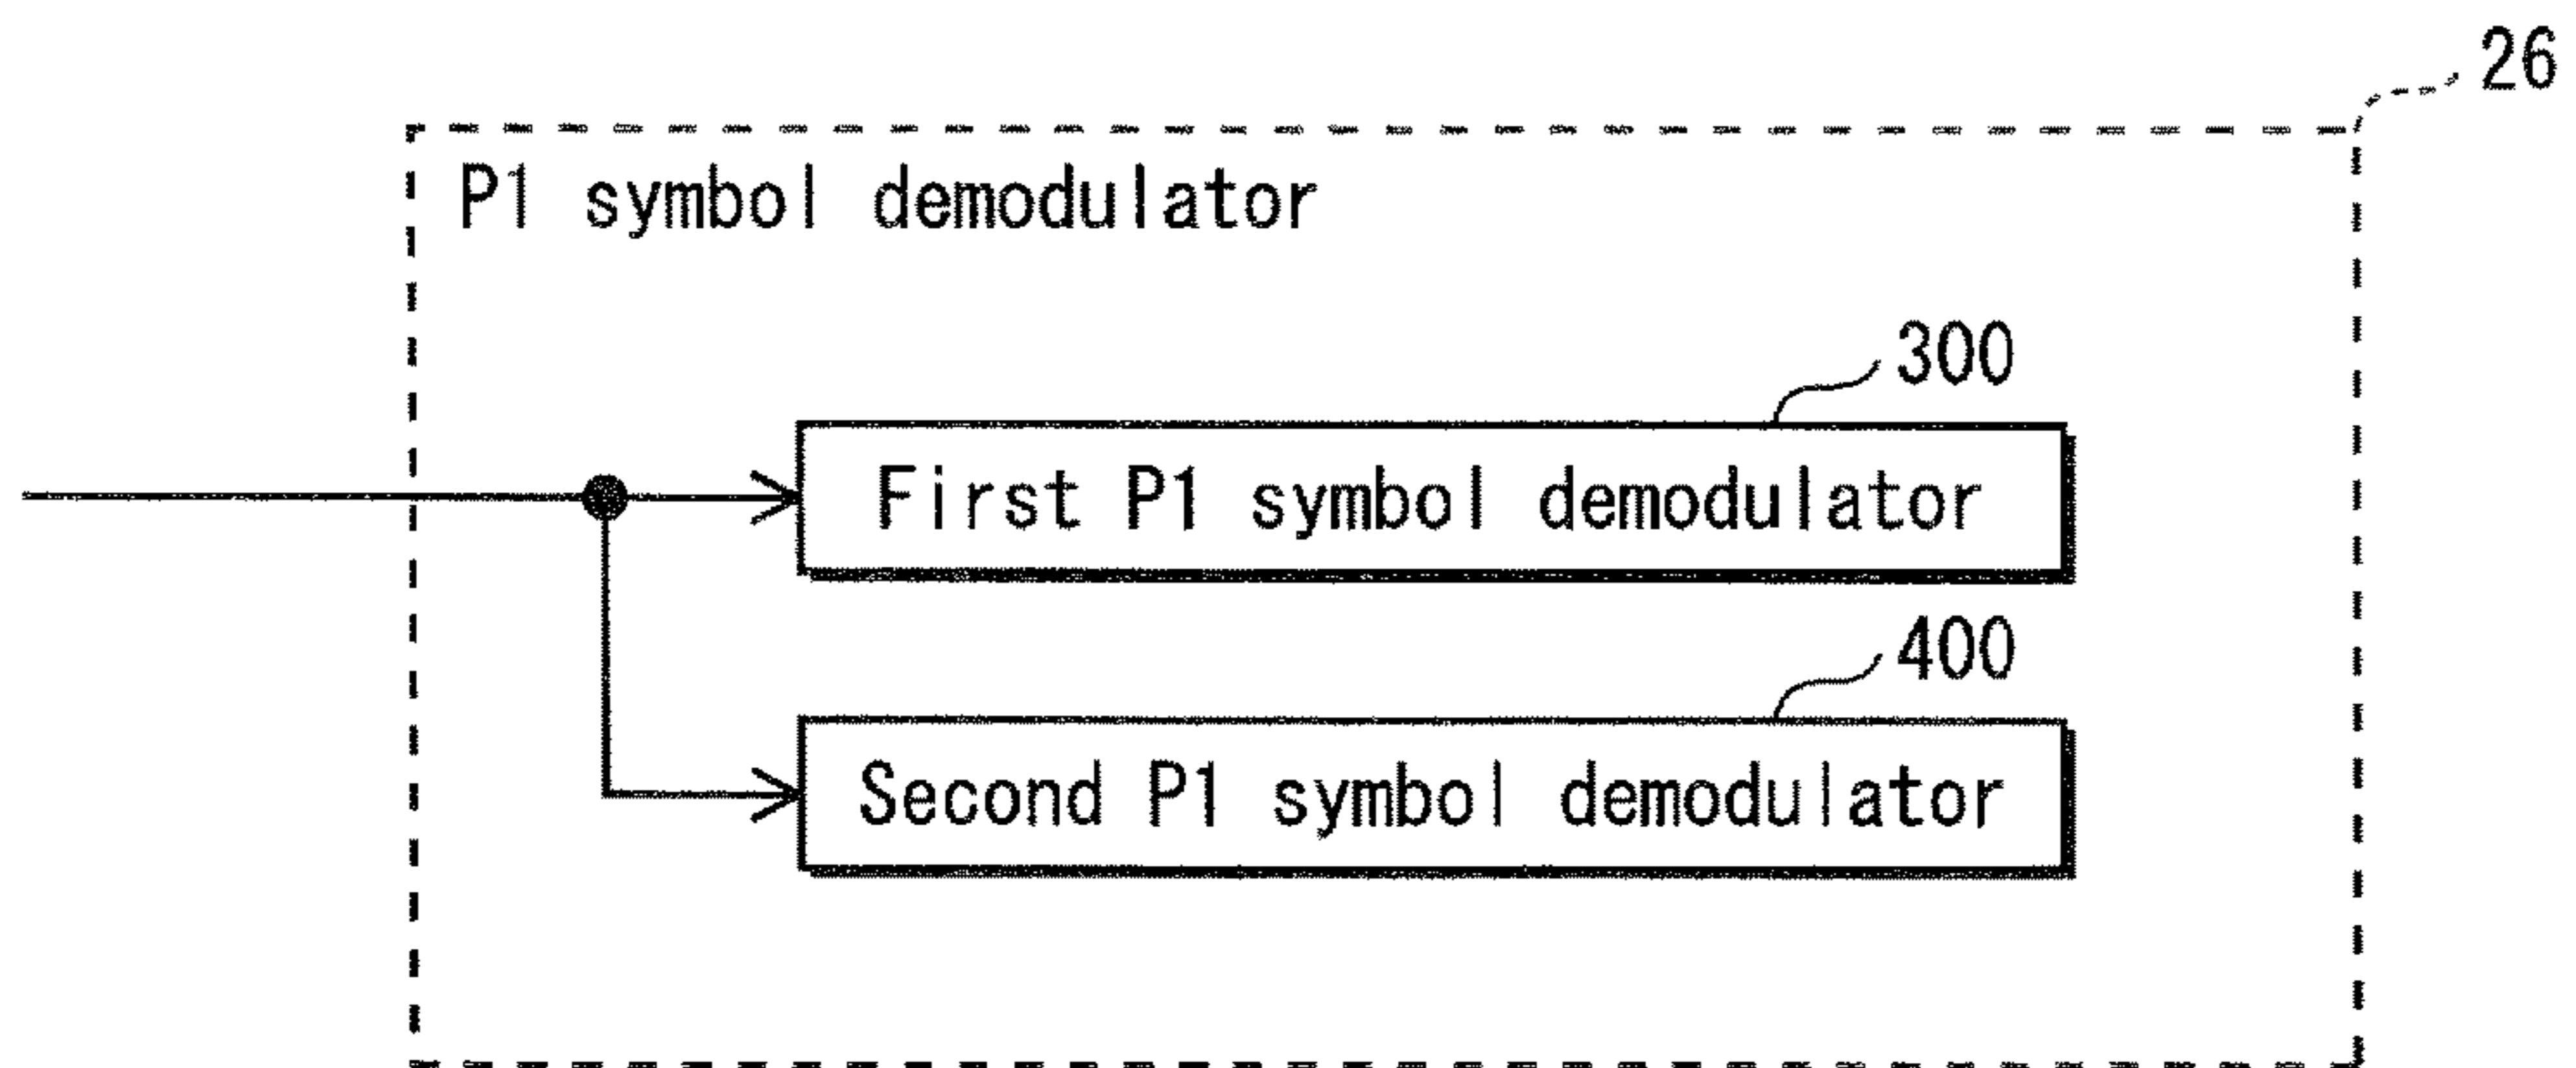 26
P1 symbol demodulator
300
First P1 symbol demodulator
400
Second P1 symbol demodulator